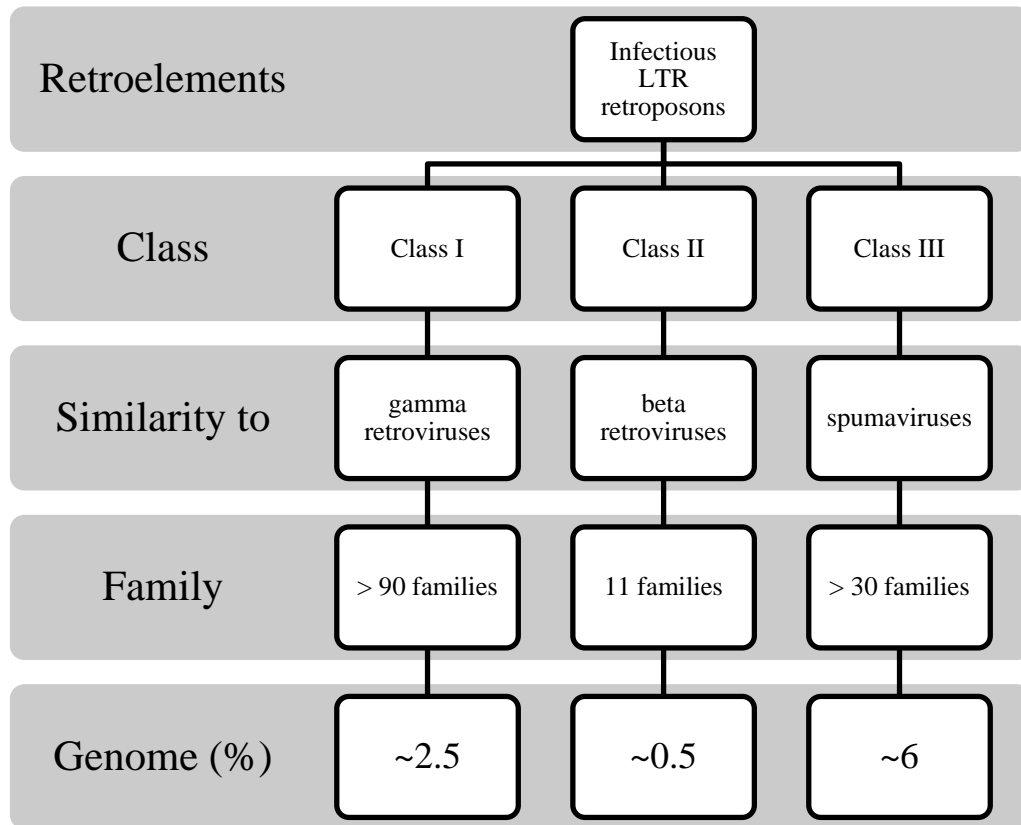 Retroelements
Infectious
LTR
retroposons
Class
Class I
Class II
Class III
Similarity to
gamma
retroviruses
beta
retroviruses
spumaviruses
Family
> 90 families
11 families
> 30 families
Genome (%)
~2.5
~0.5
~6